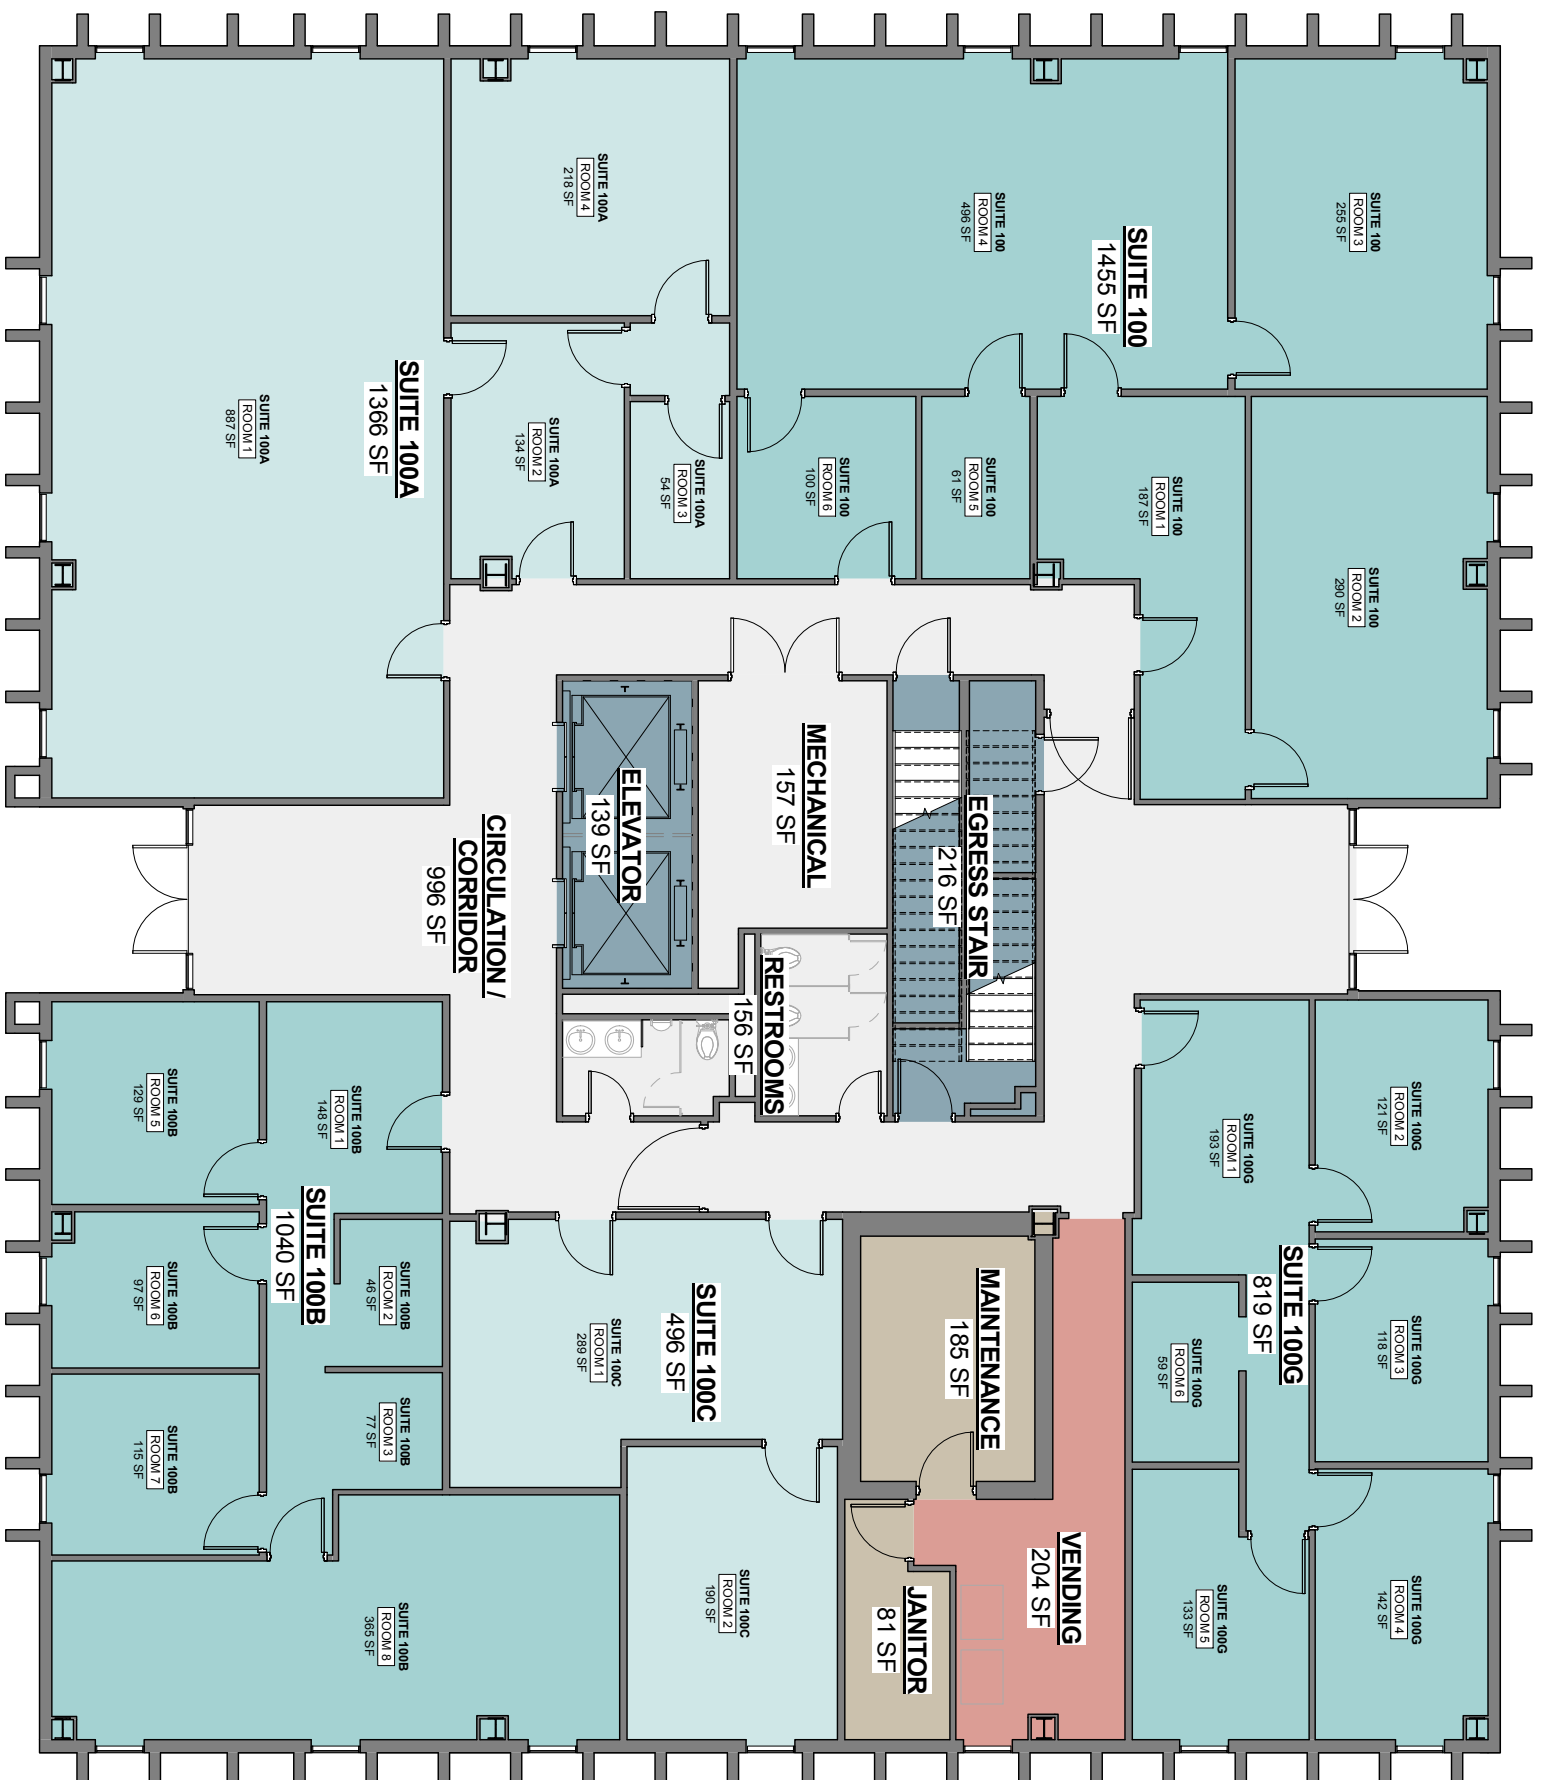 SUITE 100
ROOM 3
255 SF
SUITE 100
ROOM 2
290 SF
SUITE 100
1455 SF
SUITE 100
ROOM 4
496 SF
SUITE 100
ROOM 1
187 SF
SUITE 100
ROOM 5
61 SF
SUITE 100
ROOM 6
100 SF
SUITE 100A
ROOM 4
218 SF
SUITE 100A
ROOM 3
54 SF
SUITE 100A
ROOM 2
134 SF
SUITE 100A
1366 SF
SUITE 100A
ROOM 1
887 SF
EGRESS STAIR
216 SF
MECHANICAL
157 SF
RESTROOMS
156 SF
ELEVATOR
139 SF
CIRCULATION /
CORRIDOR
996 SF
SUITE 100G
ROOM 2
121 SF
SUITE 100G
ROOM 3
118 SF
SUITE 100G
ROOM 4
142 SF
SUITE 100G
819 SF
SUITE 100G
ROOM 1
193 SF
SUITE 100G
ROOM 6
59 SF
SUITE 100G
ROOM 5
133 SF
VENDING
204 SF
MAINTENANCE
185 SF
JANITOR
81 SF
SUITE 100C
496 SF
SUITE 100C
ROOM 1
289 SF
SUITE 100C
ROOM 2
190 SF
SUITE 100B
ROOM 1
148 SF
SUITE 100B
ROOM 2
46 SF
SUITE 100B
ROOM 3
77 SF
SUITE 100B
ROOM 8
365 SF
SUITE 100B
1040 SF
SUITE 100B
ROOM 5
129 SF
SUITE 100B
ROOM 6
97 SF
SUITE 100B
ROOM 7
115 SF